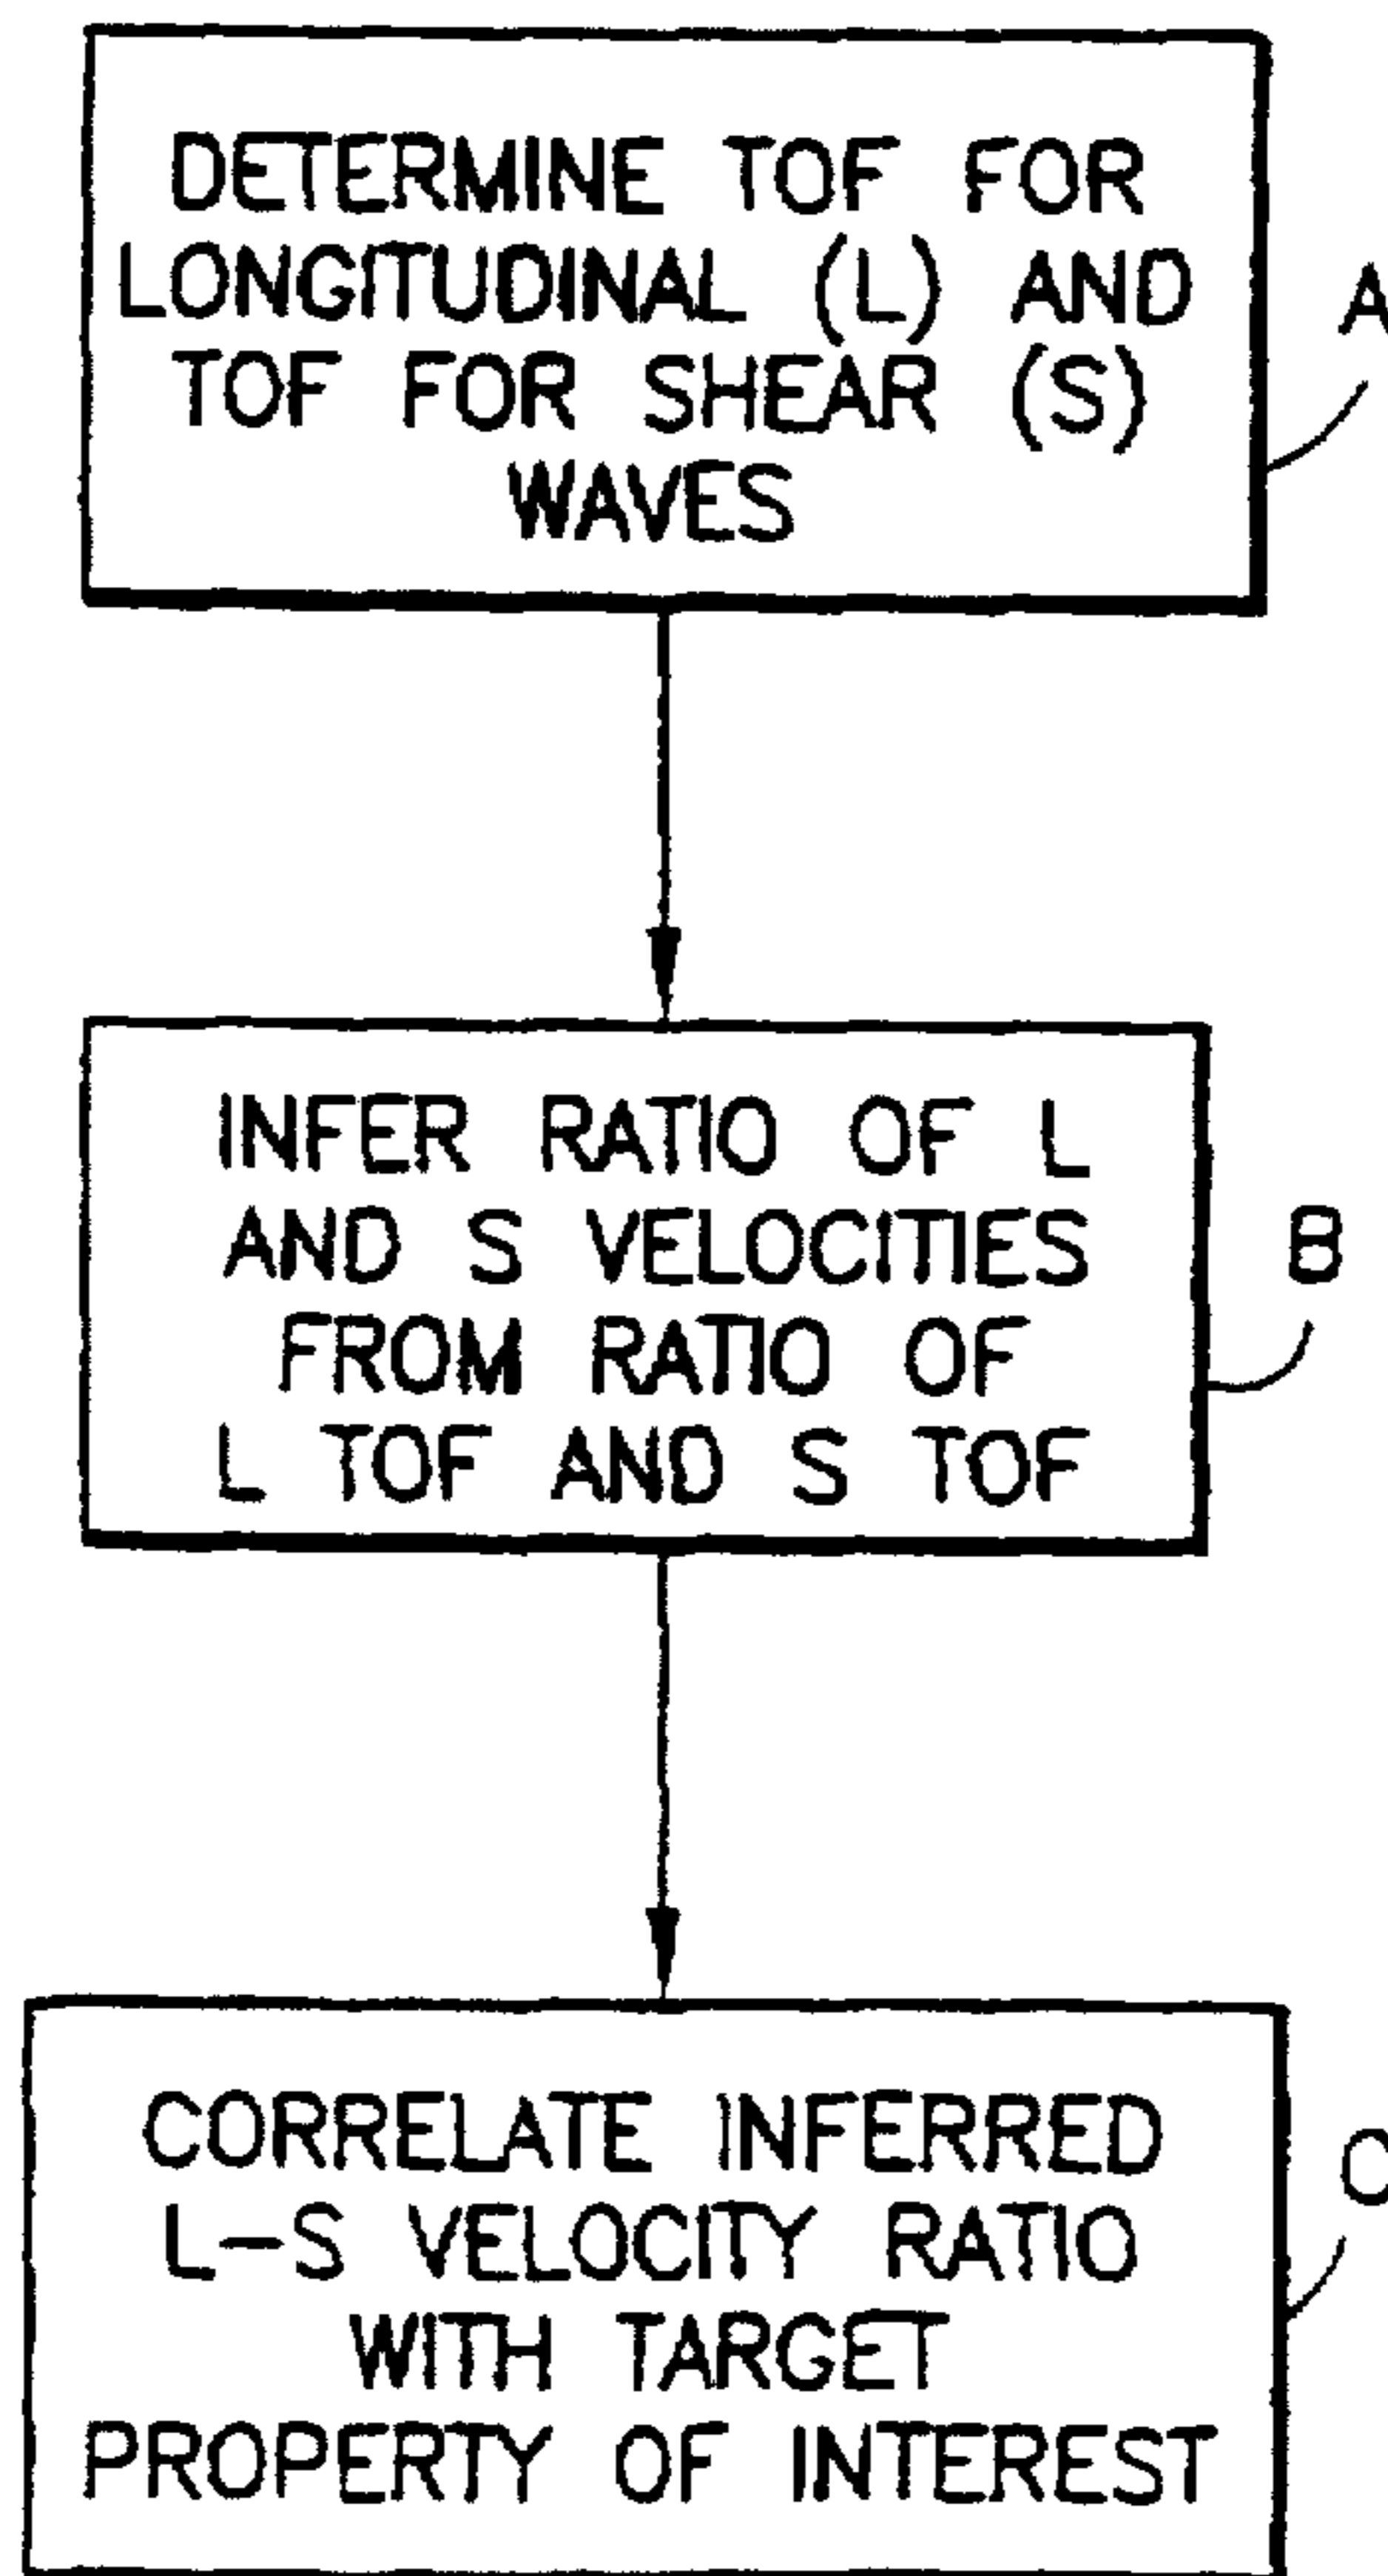 DETERMINE TOF FOR
LONGITUDINAL (L) AND
TOF FOR SHEAR (S)
WAVES
A
INFER RATIO OF L
AND S VELOCITIES
FROM RATIO OF
L TOF AND S TOF
B
CORRELATE INFERRED
L-S VELOCITY RATIO
WITH TARGET
PROPERTY OF INTEREST
C